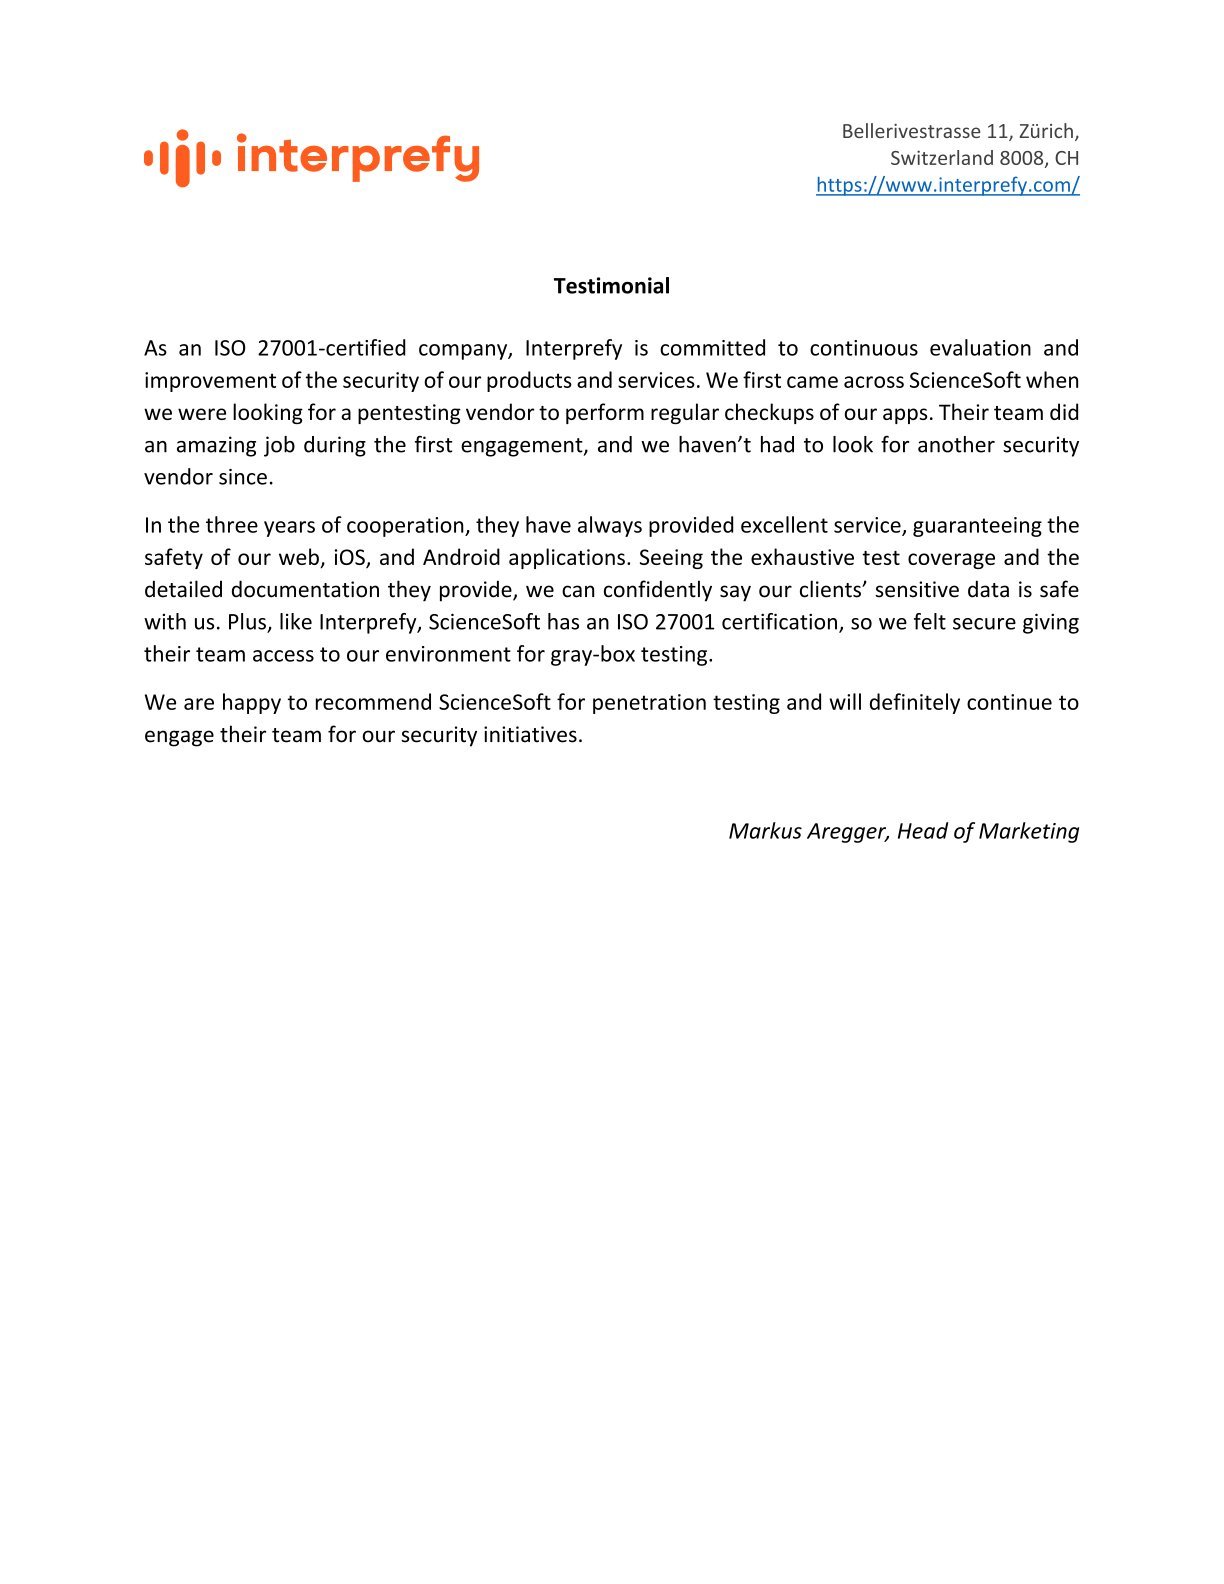 interprefy
Bellerivestrasse 11, Zürich,
Switzerland 8008, CH
https://www.interprefy.com/
Testimonial
As an ISO 27001-certified company, Interprefy is committed to continuous evaluation and
improvement of the security of our products and services. We first came across ScienceSoft when
we were looking for a pentesting vendor to perform regular checkups of our apps. Their team did
an amazing job during the first engagement, and we haven’t had to look for another security
vendor since.
In the three years of cooperation, they have always provided excellent service, guaranteeing the
safety of our web, iOS, and Android applications. Seeing the exhaustive test coverage and the
detailed documentation they provide, we can confidently say our clients’ sensitive data is safe
with us. Plus, like Interprefy, ScienceSoft has an ISO 27001 certification, so we felt secure giving
their team access to our environment for gray-box testing.
We are happy to recommend ScienceSoft for penetration testing and will definitely continue to
engage their team for our security initiatives.
Markus Aregger, Head of Marketing